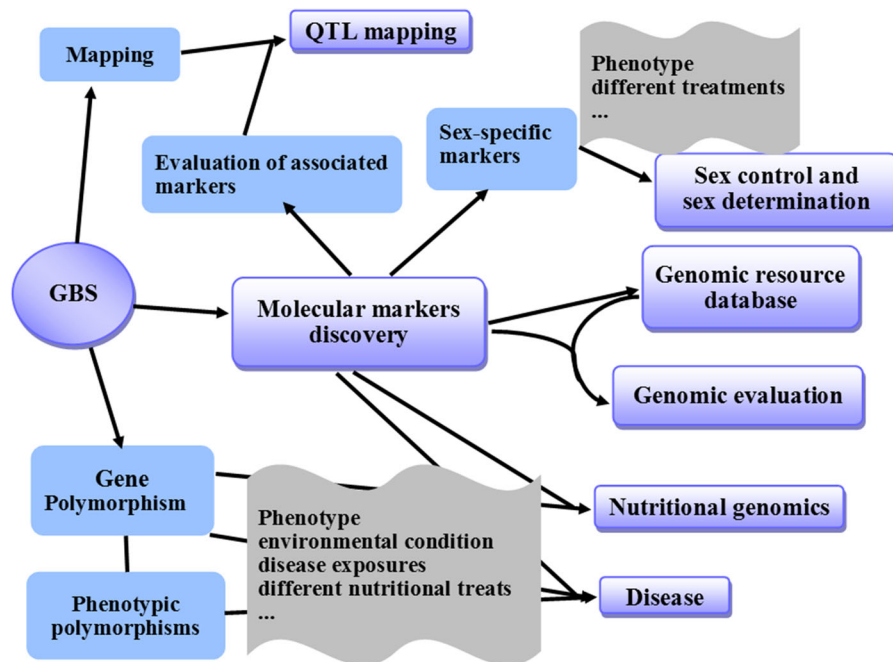 QTL mapping
Mapping
Phenotype
different treatments
...
Sex-specific
markers
Evaluation of associated
markers
Sex control and
sex determination
GBS
Genomic resource
database
Molecular markers
discovery
Genomic evaluation
Gene
Polymorphism
Nutritional genomics
Phenotype
environmental condition
disease exposures
different nutritional treats
...
Phenotypic
polymorphisms
Disease